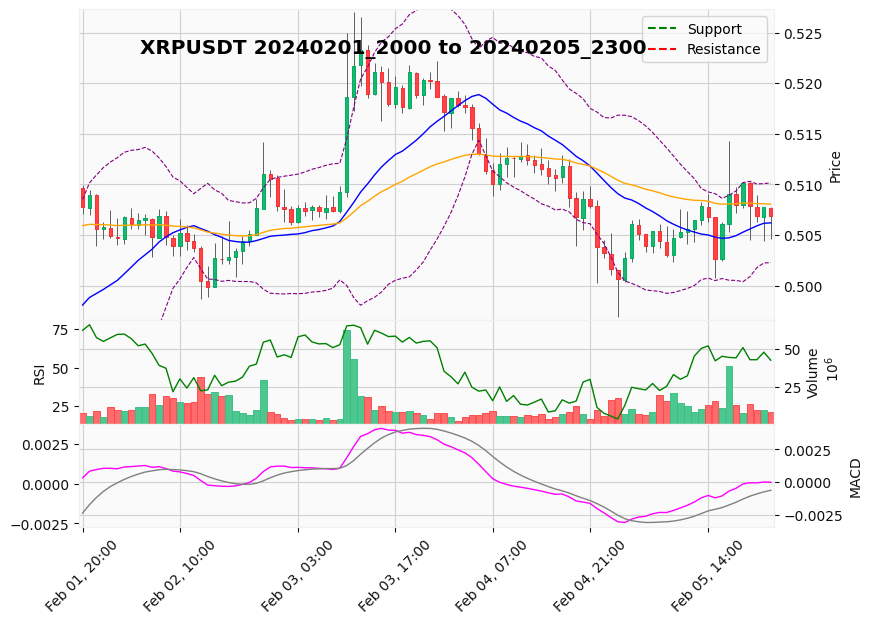 XRPUSDT 20240201_2000 to 20240205_2300
Support
Resistance
0.525
0.520
0.515
0.510
0.505
0.500
Price
75
50
25
RSI
50
25
Volume
10^6
0.0025
0.0000
−0.0025
0.0025
0.0000
−0.0025
MACD
Feb 01, 20:00
Feb 02, 10:00
Feb 03, 03:00
Feb 03, 17:00
Feb 04, 07:00
Feb 04, 21:00
Feb 05, 14:00